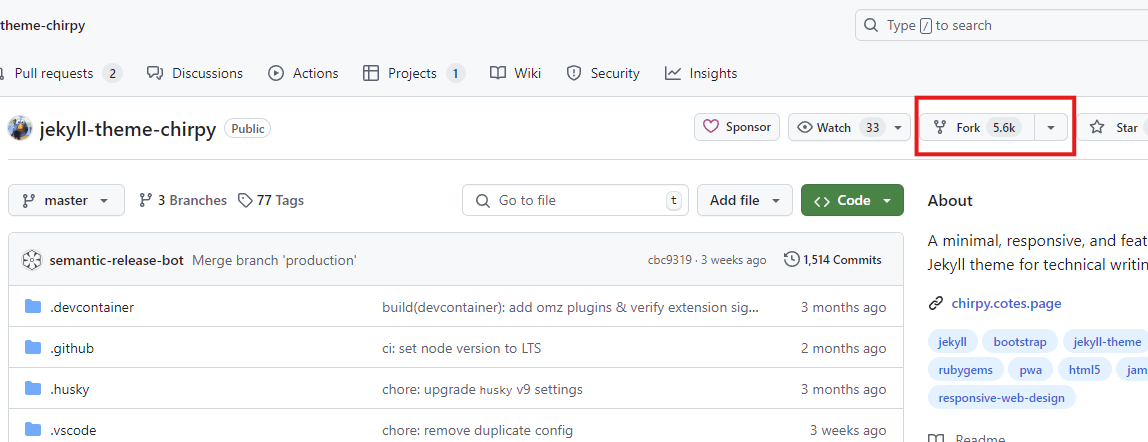 theme-chirpy
Type / to search
Pull requests 2 Discussions Actions Projects 1 Wiki Security Insights
jekyll-theme-chirpy Public Sponsor Watch 33 Fork 5.6k Star
master 3 Branches 77 Tags Go to file t Add file Code
About
semantic-release-bot Merge branch 'production' cbc9319 · 3 weeks ago 1,514 Commits
A minimal, responsive, and feat
Jekyll theme for technical writin
.devcontainer build(devcontainer): add omz plugins & verify extension sig... 3 months ago
chirpy.cotes.page
.github ci: set node version to LTS 2 months ago
jekyll bootstrap jekyll-theme
rubygems pwa html5 jam
.husky chore: upgrade husky v9 settings 3 months ago
responsive-web-design
.vscode chore: remove duplicate config 3 weeks ago
Readme